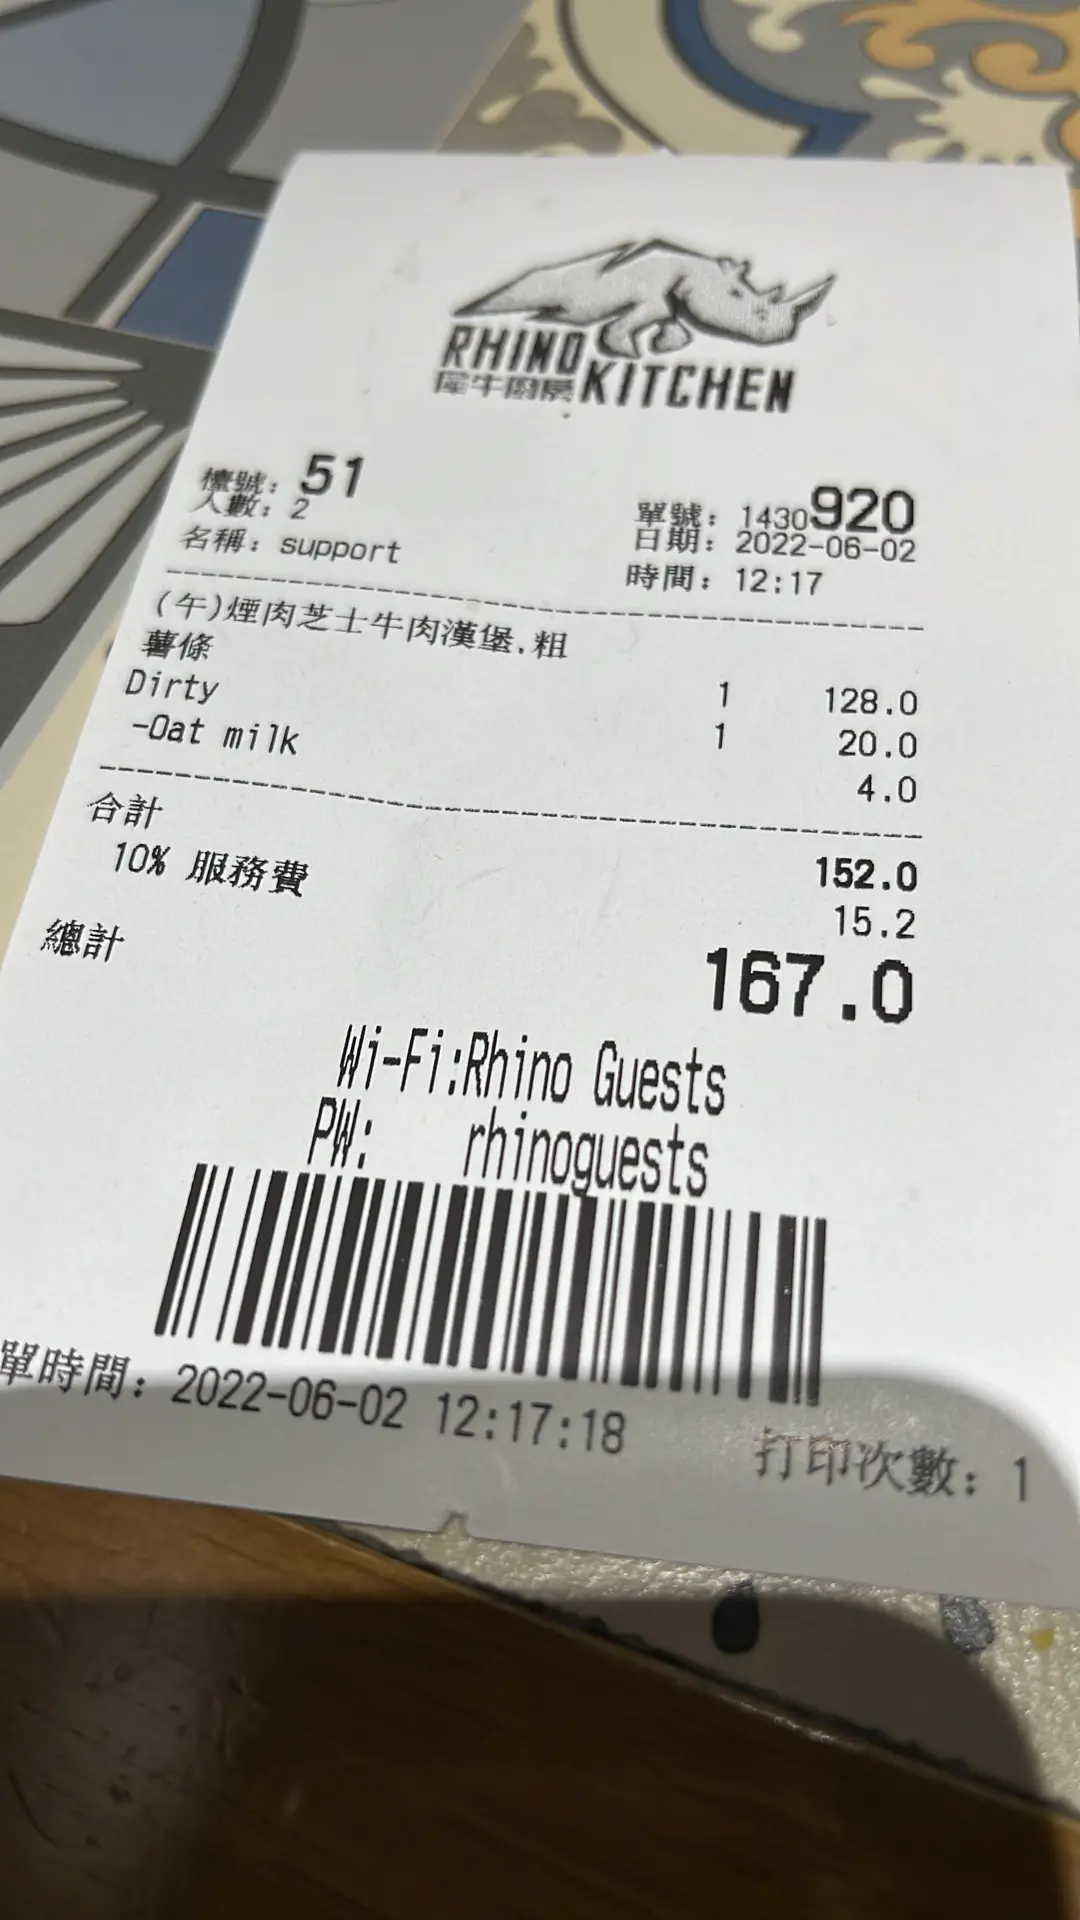 RHINO
犀牛廚房 KITCHEN
檯號: 51
人數: 2
單號: 1430920
名稱: support
日期: 2022-06-02
時間: 12:17
(午)煙肉芝士牛肉漢堡.粗
薯條 1 128.0
Dirty 1 20.0
-Oat milk 4.0
合計 152.0
10% 服務費 15.2
總計 167.0
Wi-Fi:Rhino Guests
PW: rhinoguests
單時間: 2022-06-02 12:17:18
打印次數: 1